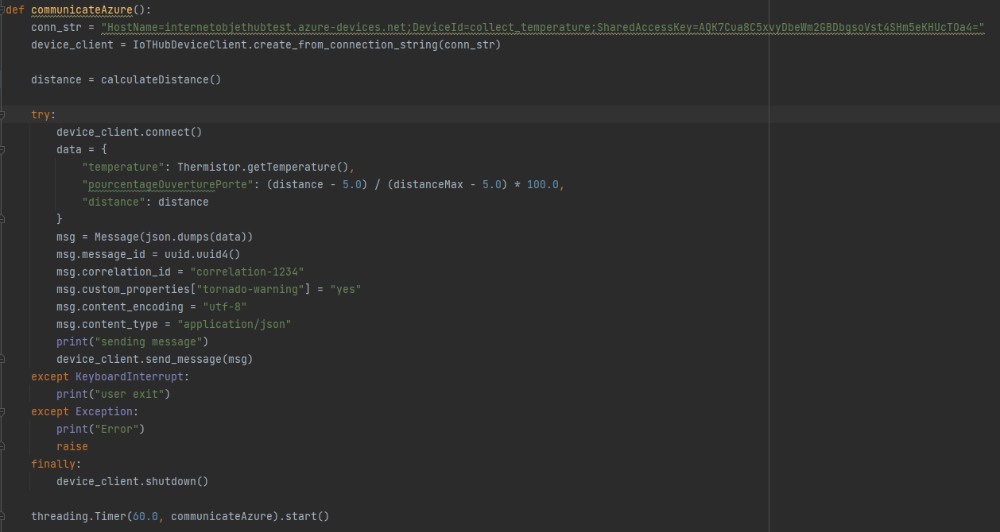 def communicateAzure():
    conn_str = "HostName=internetobjethubtest.azure-devices.net;DeviceId=collect_temperature;SharedAccessKey=AQK7Cua8C5xvyDbeWm2GBDbgsoVst4SHm5eKHUcTOa4="
    device_client = IoTHubDeviceClient.create_from_connection_string(conn_str)

    distance = calculateDistance()

    try:
        device_client.connect()
        data = {
            "temperature": Thermistor.getTemperature(),
            "pourcentageOuverturePorte": (distance - 5.0) / (distanceMax - 5.0) * 100.0,
            "distance": distance
        }
        msg = Message(json.dumps(data))
        msg.message_id = uuid.uuid4()
        msg.correlation_id = "correlation-1234"
        msg.custom_properties["tornado-warning"] = "yes"
        msg.content_encoding = "utf-8"
        msg.content_type = "application/json"
        print("sending message")
        device_client.send_message(msg)
    except KeyboardInterrupt:
        print("user exit")
    except Exception:
        print("Error")
        raise
    finally:
        device_client.shutdown()

    threading.Timer(60.0, communicateAzure).start()